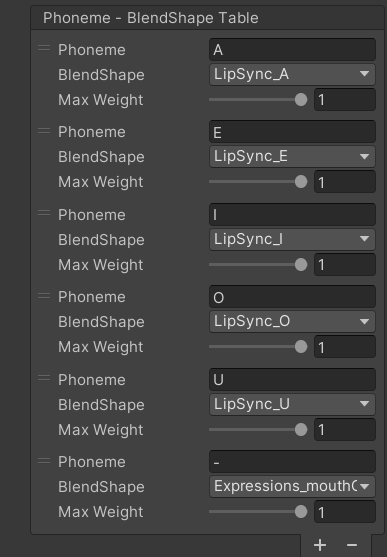 Phoneme - BlendShape Table
Phoneme A
BlendShape LipSync_A
Max Weight 1
Phoneme E
BlendShape LipSync_E
Max Weight 1
Phoneme I
BlendShape LipSync_I
Max Weight 1
Phoneme O
BlendShape LipSync_O
Max Weight 1
Phoneme U
BlendShape LipSync_U
Max Weight 1
Phoneme -
BlendShape Expressions_mouth
Max Weight 1
+ −